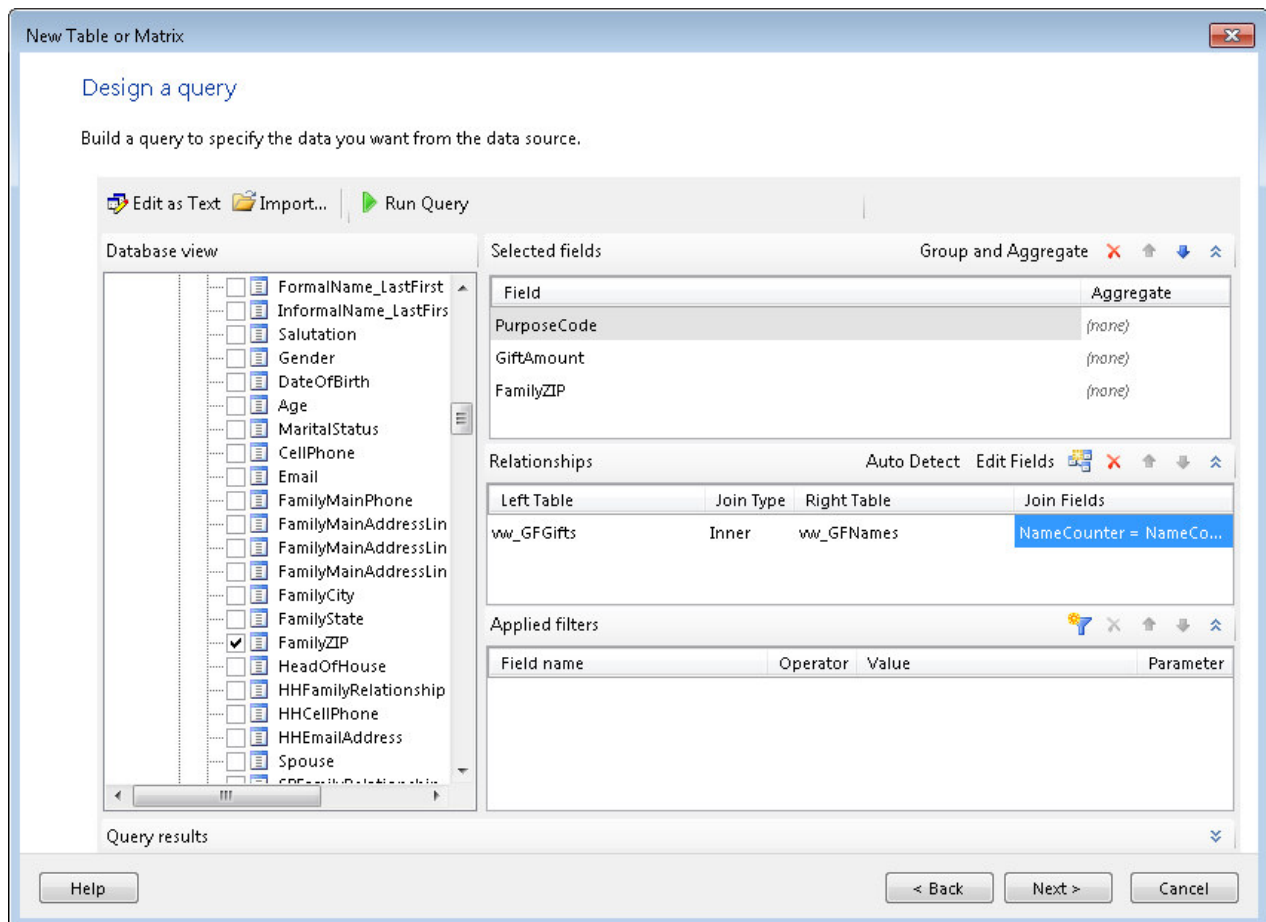 New Table or Matrix
Design a query
Build a query to specify the data you want from the data source.
Edit as Text Import... Run Query
Database view
FormalName_LastFirst
InformalName_LastFirs
Salutation
Gender
DateOfBirth
Age
MaritalStatus
CellPhone
Email
FamilyMainPhone
FamilyMainAddressLin
FamilyMainAddressLin
FamilyMainAddressLin
FamilyCity
FamilyState
FamilyZIP
HeadOfHouse
HHFamilyRelationship
HHCellPhone
HHEmailAddress
Spouse
Selected fields Group and Aggregate
Field Aggregate
PurposeCode (none)
GiftAmount (none)
FamilyZIP (none)
Relationships Auto Detect Edit Fields
Left Table Join Type Right Table Join Fields
vw_GFGifts Inner vw_GFNames NameCounter = NameCo...
Applied filters
Field name Operator Value Parameter
Query results
Help < Back Next > Cancel